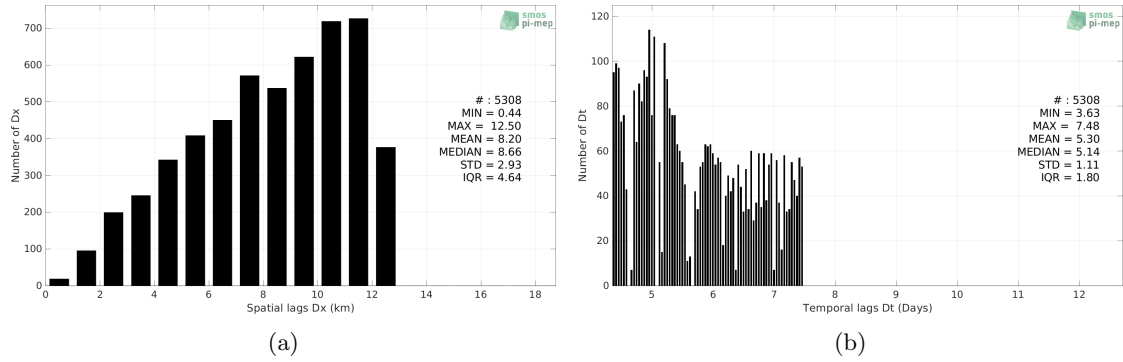 700
600
500
400
300
200
100
0
Number of Dx
smos
pi-mep
# : 5308
MIN = 0.44
MAX = 12.50
MEAN = 8.20
MEDIAN = 8.66
STD = 2.93
IQR = 4.64
0 2 4 6 8 10 12 14 16 18
Spatial lags Dx (km)
(a)
120
100
80
60
40
20
0
Number of Dt
smos
pi-mep
# : 5308
MIN = 3.63
MAX = 7.48
MEAN = 5.30
MEDIAN = 5.14
STD = 1.11
IQR = 1.80
5 6 7 8 9 10 11 12
Temporal lags Dt (Days)
(b)